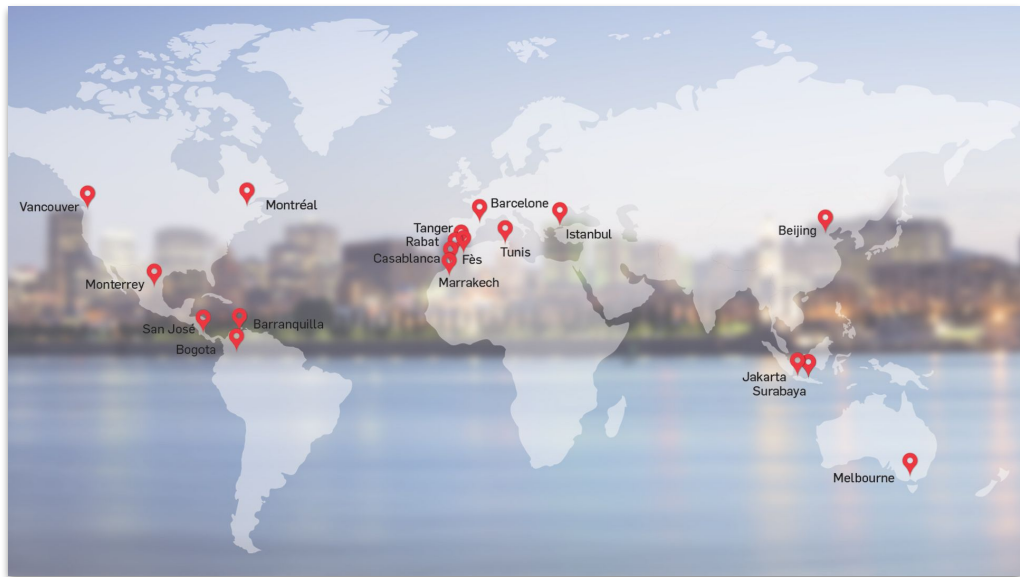 Vancouver
Montréal
Barcelone
Tanger
Istanbul
Beijing
Rabat
Tunis
Casablanca
Fès
Marrakech
Monterrey
San José
Barranquilla
Bogota
Jakarta
Surabaya
Melbourne